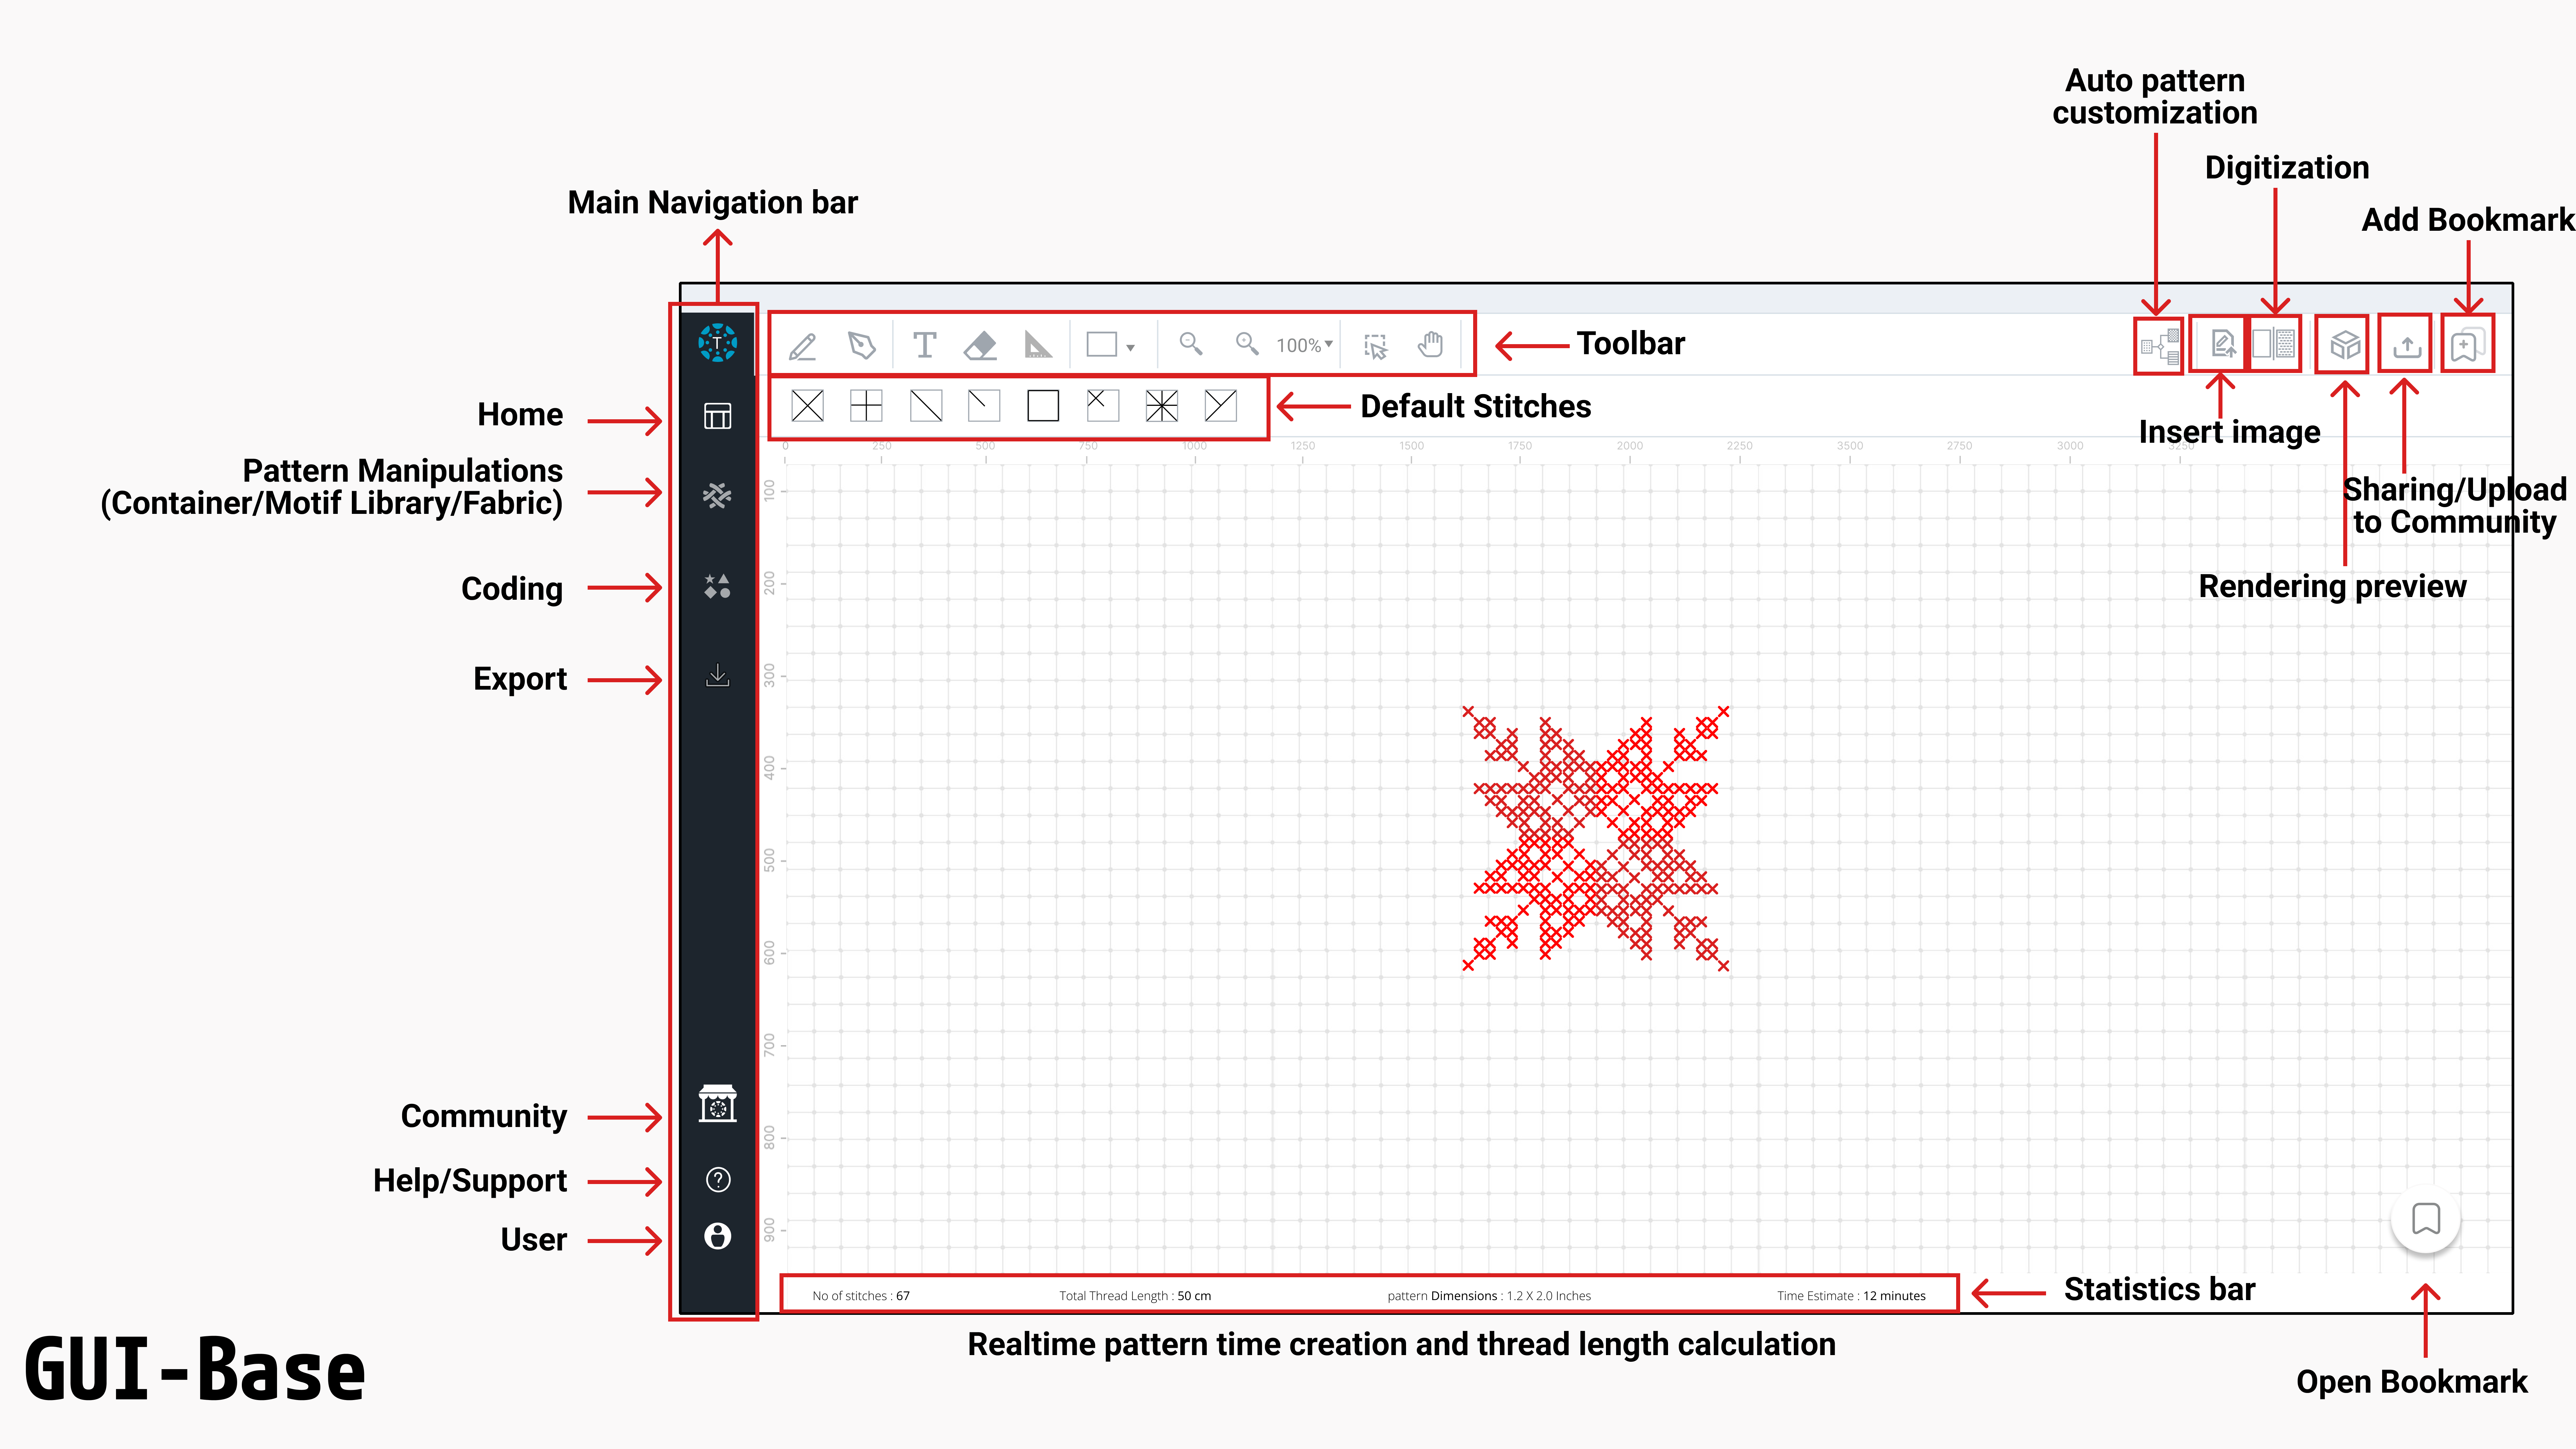 Auto pattern
customization
Digitization
Add Bookmark
Main Navigation bar
T
T
100%
Toolbar
Default Stitches
Home
Insert image
0 250 500 750 1000 1250 1500 1750 2000 2250 3500 2750 3000 3250
Pattern Manipulations
(Container/Motif Library/Fabric)
Sharing/Upload
to Community
Coding
Rendering preview
Export
100
200
300
400
500
600
700
800
900
Community
Help/Support
?
User
No of stitches : 67
Total Thread Length : 50 cm
pattern Dimensions : 1.2 X 2.0 Inches
Time Estimate : 12 minutes
Statistics bar
Realtime pattern time creation and thread length calculation
Open Bookmark
GUI-Base